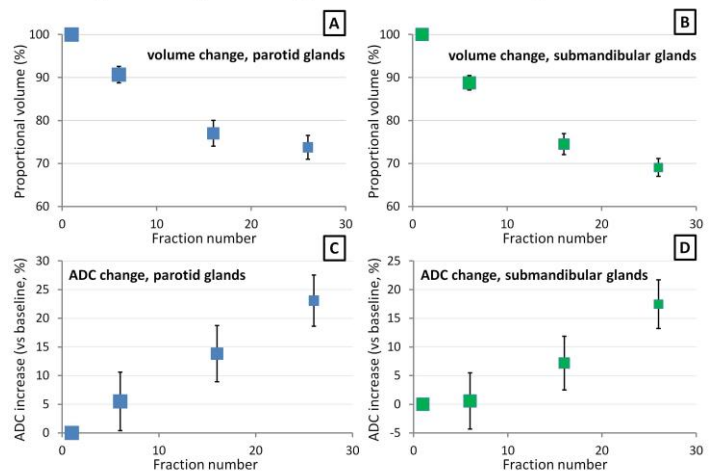 A
volume change, parotid glands
Proportional volume (%)
100
90
80
70
60
0 10 20 30
Fraction number
B
volume change, submandibular glands
Proportional volume (%)
100
90
80
70
60
0 10 20 30
Fraction number
C
ADC change, parotid glands
ADC increase (vs baseline, %)
30
25
20
15
10
5
0
0 10 20 30
Fraction number
D
ADC change, submandibular glands
ADC increase (vs baseline, %)
25
20
15
10
5
0
-5
0 10 20 30
Fraction number